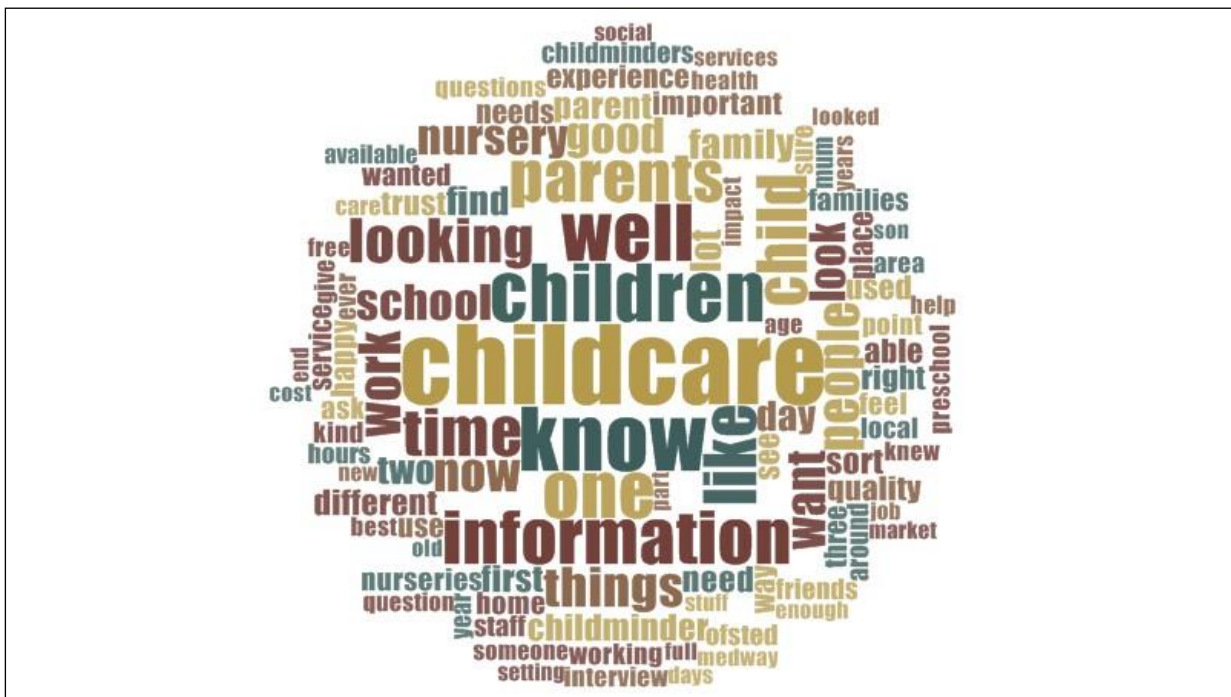 social
childminders services
questions experience health
needs parent important looked
nursery good family sure mum years
available parents child families
wanted impact
care trust find lot look place son
free looking well area
give ever school children used help
service happy age people point
end work childcare able preschool
cost right
ask time know like day feel
kind see local
hours two now one want sort knew
new part quality
different information three job
best use around market
old
nurseries first things need way friends
question year home stuff enough
staff childminder ofsted
someone working full medway
setting interview days